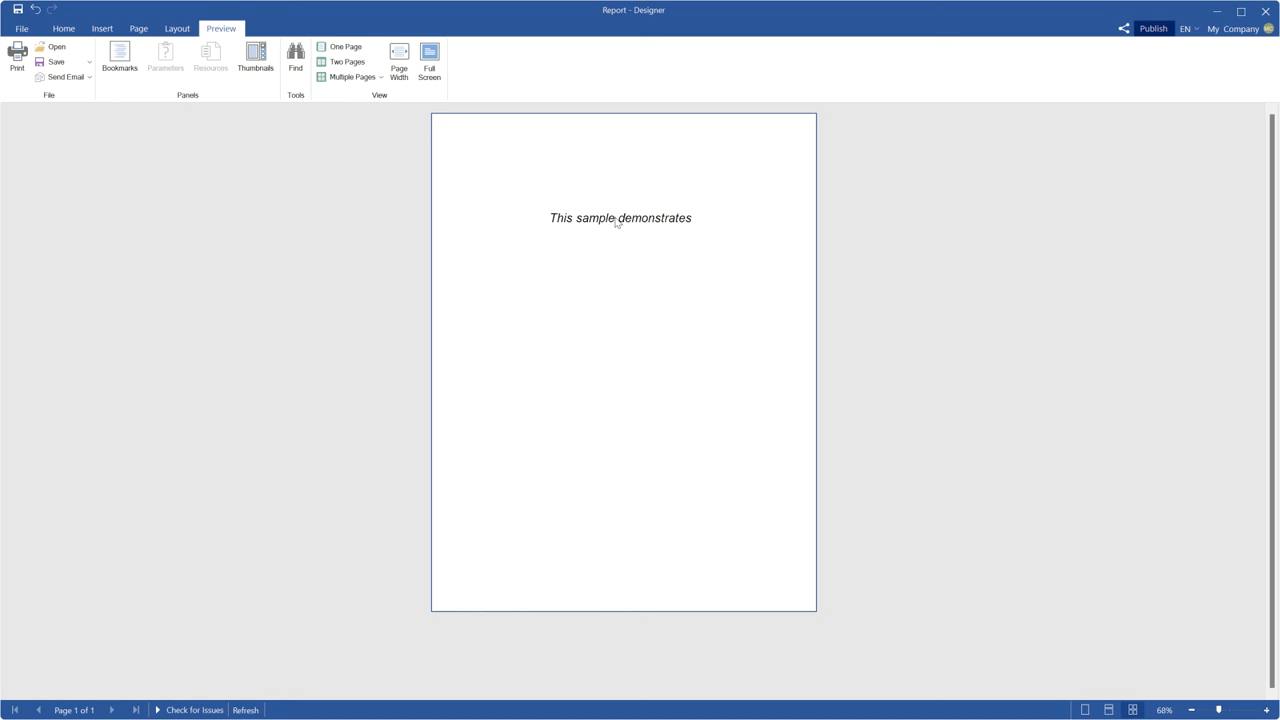 Report - Designer
File Home Insert Page Layout Preview Publish EN My Company MC
Print Open Save Send Email Bookmarks Parameters Resources Thumbnails Find One Page Two Pages Multiple Pages Page Width Full Screen
File Panels Tools View
This sample demonstrates
Page 1 of 1 Check for Issues Refresh 68%